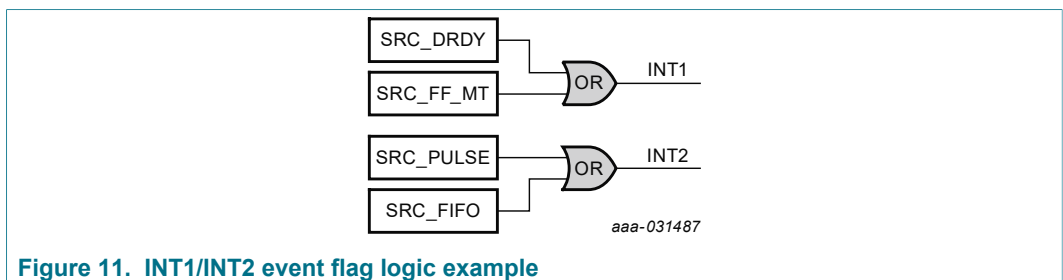 SRC_DRDY
SRC_FF_MT
OR
INT1
SRC_PULSE
SRC_FIFO
OR
INT2
aaa-031487
Figure 11. INT1/INT2 event flag logic example